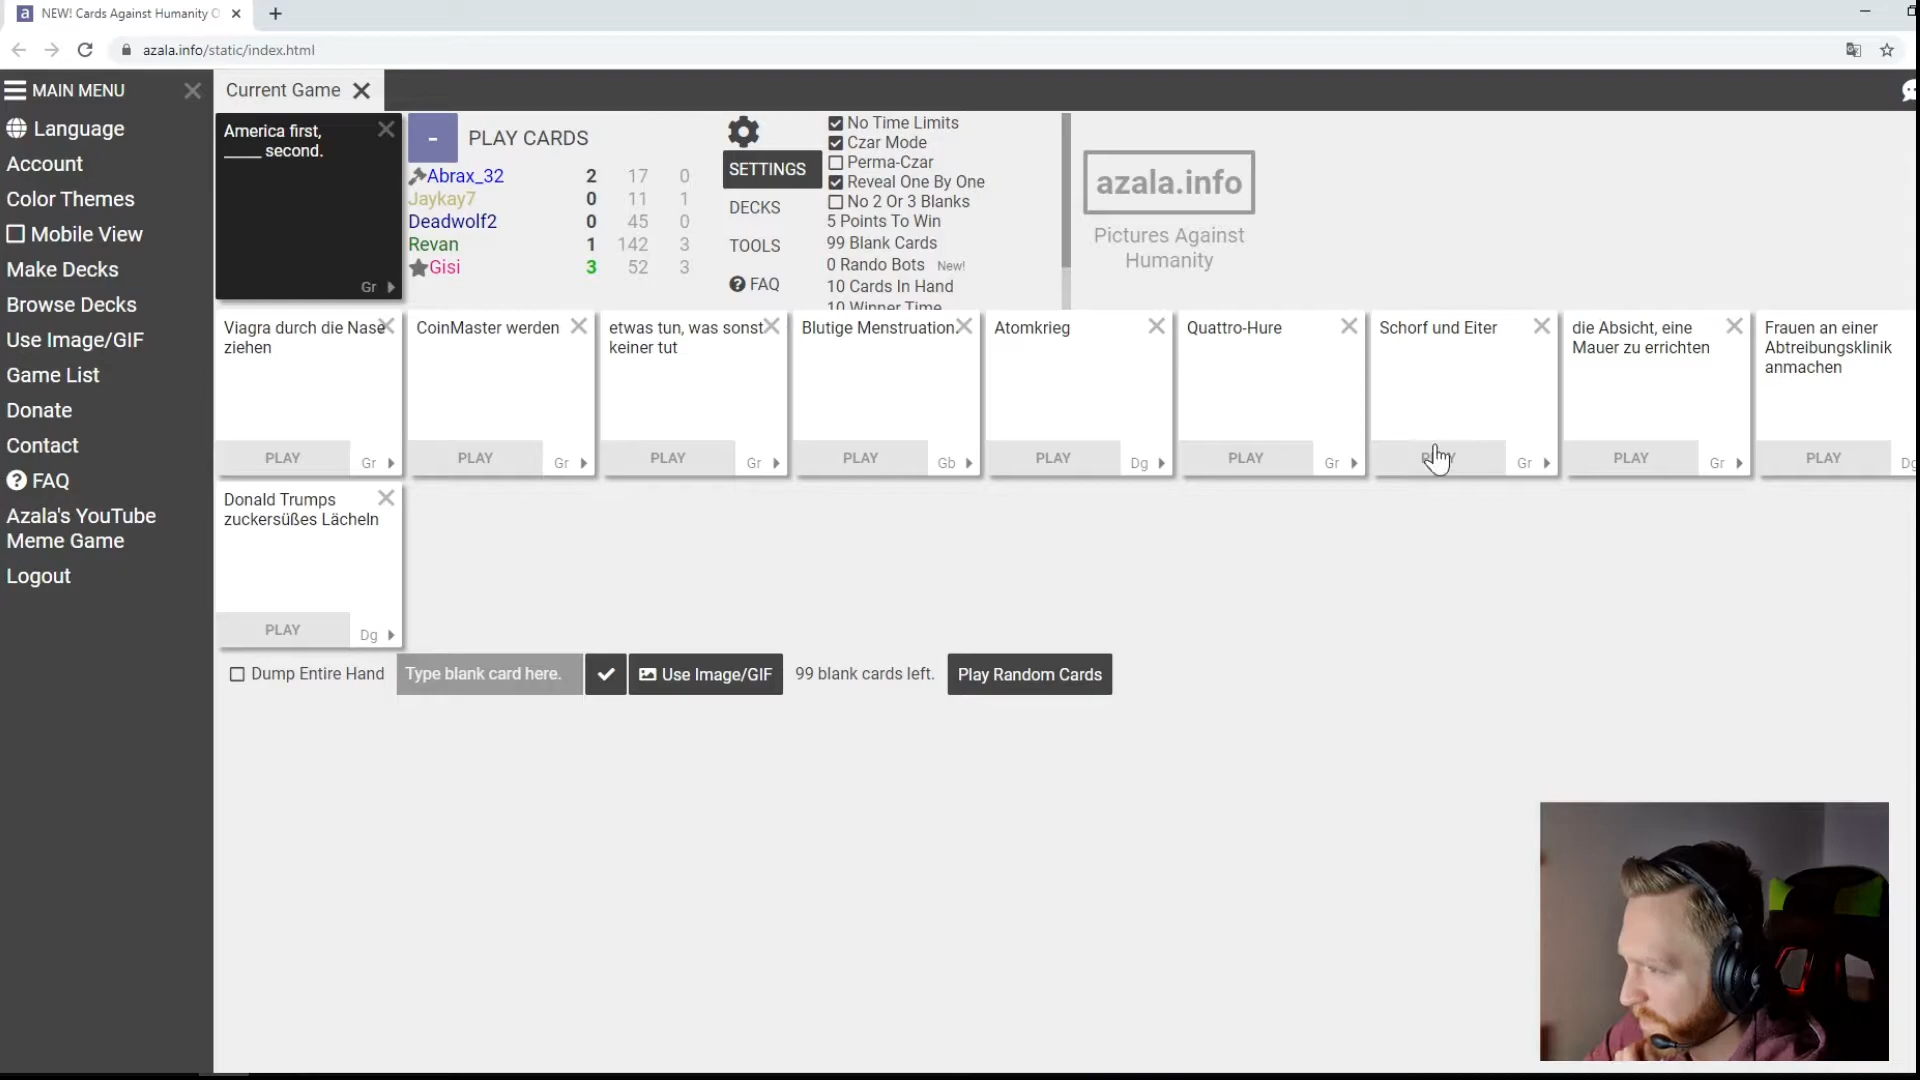 NEW! Cards Against Humanity
azala.info/static/index.html
MAIN MENU
Language
Account
Color Themes
Mobile View
Make Decks
Browse Decks
Use Image/GIF
Game List
Donate
Contact
FAQ
Azala's YouTube
Meme Game
Logout
Current Game
America first,
_____ second.
Gr
-
PLAY CARDS
Abrax_32 2 17 0
Jaykay7 0 11 1
Deadwolf2 0 45 0
Revan 1 142 3
Gisi 3 52 3
SETTINGS
DECKS
TOOLS
FAQ
No Time Limits
Czar Mode
Perma-Czar
Reveal One By One
No 2 Or 3 Blanks
5 Points To Win
99 Blank Cards
0 Rando Bots New!
10 Cards In Hand
10 Winner Time
azala.info
Pictures Against
Humanity
Viagra durch die Nase
ziehen
PLAY Gr
CoinMaster werden
PLAY Gr
etwas tun, was sonst
keiner tut
PLAY Gr
Blutige Menstruation.
PLAY Gb
Atomkrieg
PLAY Dg
Quattro-Hure
PLAY Gr
Schorf und Eiter
Gr
die Absicht, eine
Mauer zu errichten
PLAY Gr
Frauen an einer
Abtreibungsklinik
anmachen
PLAY Dg
Donald Trumps
zuckersüßes Lächeln
PLAY Dg
Dump Entire Hand
Type blank card here.
Use Image/GIF
99 blank cards left.
Play Random Cards